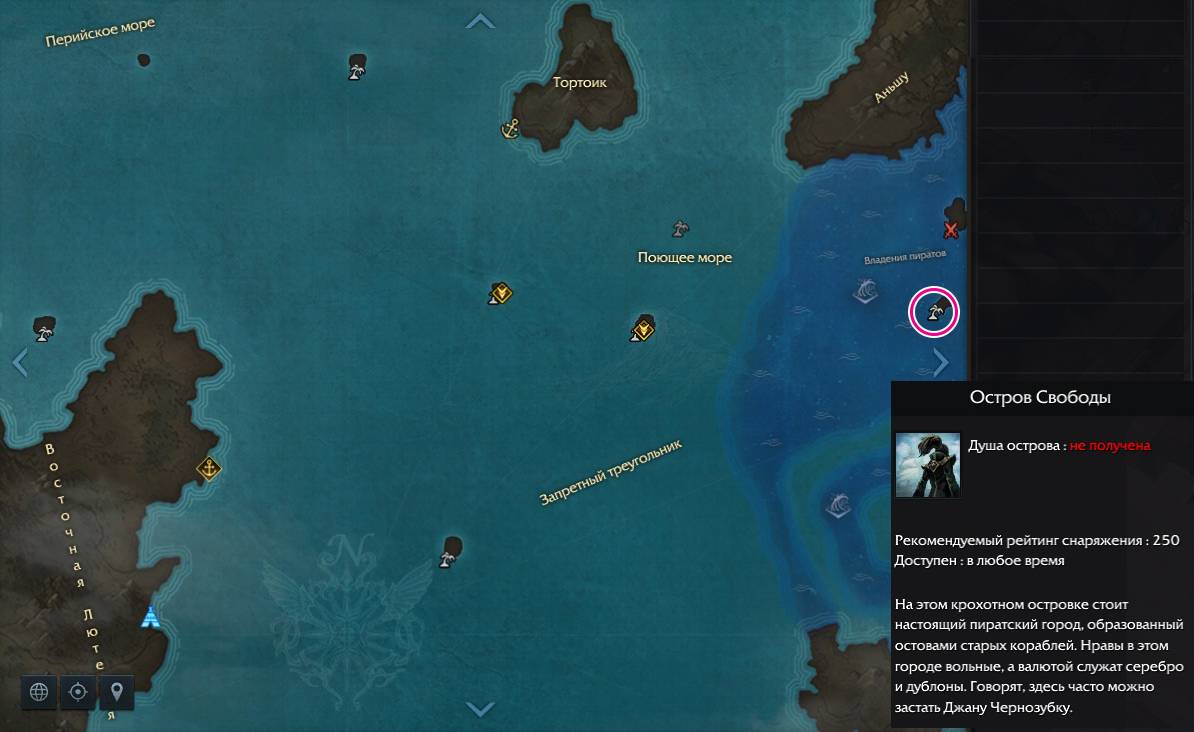 Перийское море
Тортоик
Аньшу
Поющее море
Владения пиратов
Восточная Лютея
Запретный треугольник
N
Остров Свободы
Душа острова : не получена
Рекомендуемый рейтинг снаряжения : 250
Доступен : в любое время
На этом крохотном островке стоит
настоящий пиратский город, образованный
остовами старых кораблей. Нравы в этом
городе вольные, а валютой служат серебро
и дублоны. Говорят, здесь часто можно
застать Джану Чернозубку.